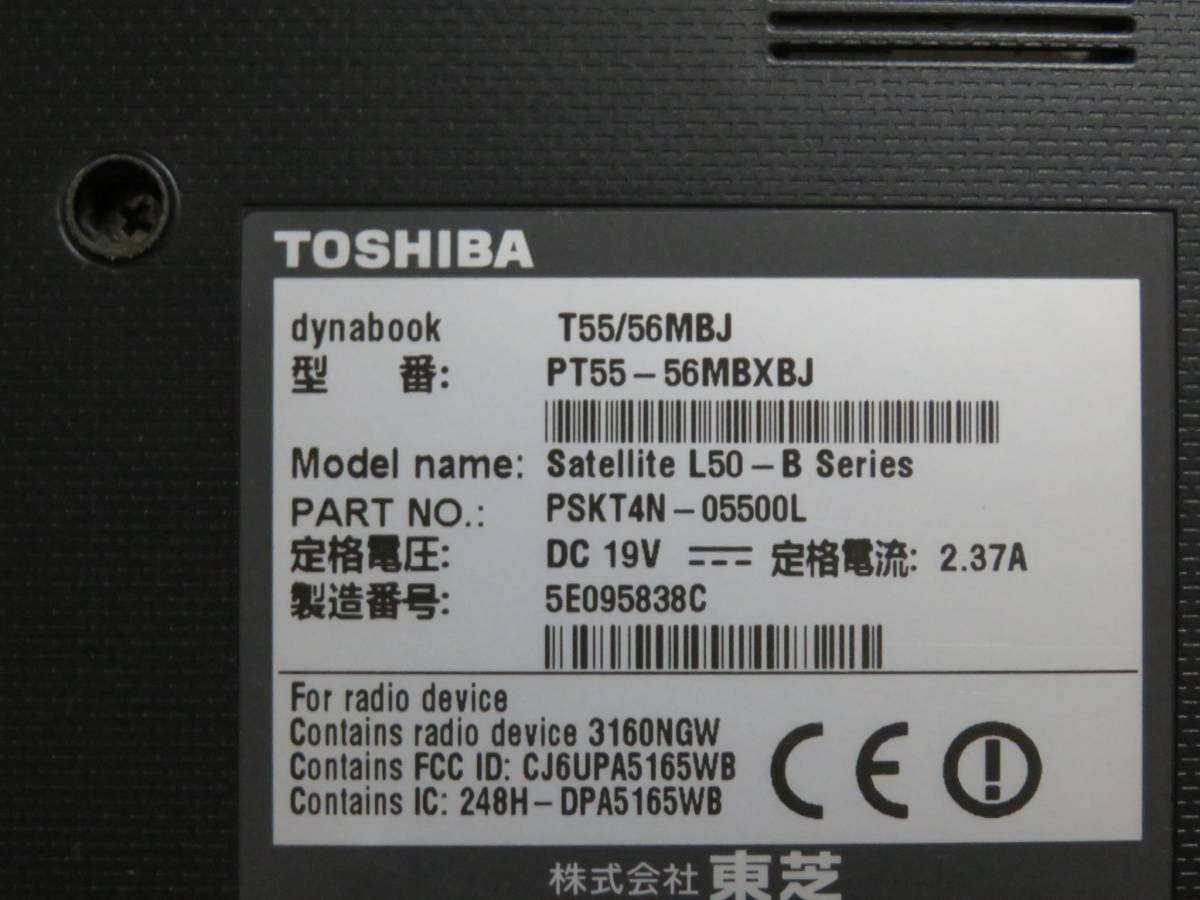 TOSHIBA
dynabook T55/56MBJ
型 番: PT55-56MBXBJ
Model name: Satellite L50-B Series
PART NO.: PSKT4N-05500L
定格電圧: DC 19V 定格電流: 2.37A
製造番号: 5E095838C
For radio device
Contains radio device 3160NGW
Contains FCC ID: CJ6UPA5165WB
Contains IC: 248H-DPA5165WB
CE
株式会社 東芝